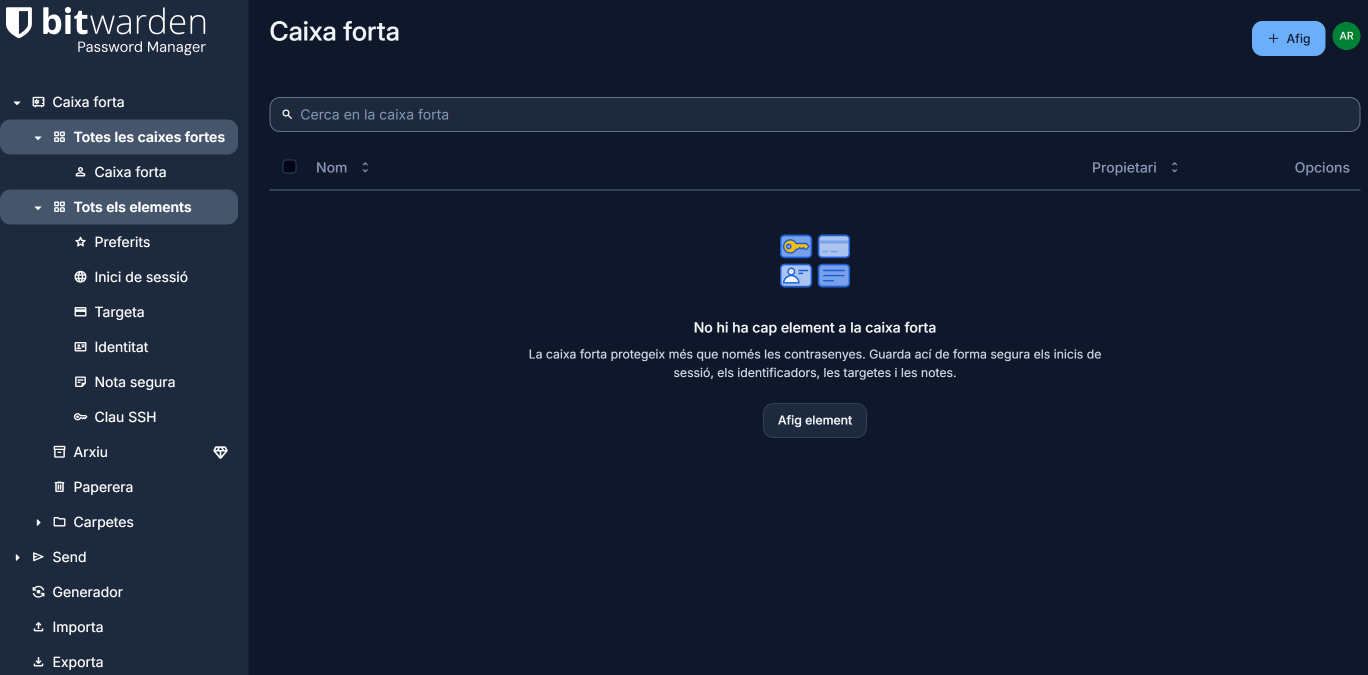 bitwarden
Password Manager
Caixa forta
Totes les caixes fortes
Caixa forta
Tots els elements
Preferits
Inici de sessió
Targeta
Identitat
Nota segura
Clau SSH
Arxiu
Paperera
Carpetes
Send
Generador
Importa
Exporta
Caixa forta
Afig
AR
Cerca en la caixa forta
Nom
Propietari
Opcions
No hi ha cap element a la caixa forta
La caixa forta protegeix més que només les contrasenyes. Guarda ací de forma segura els inicis de
sessió, els identificadors, les targetes i les notes.
Afig element